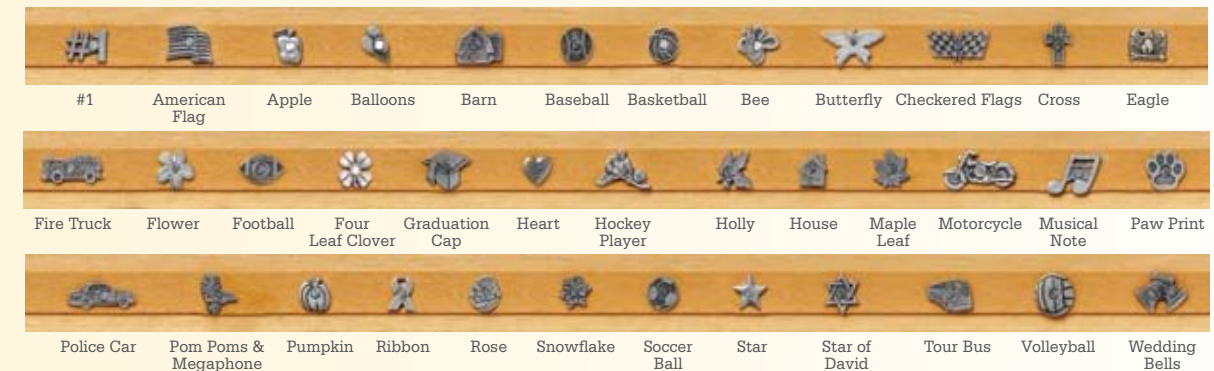 #1 American Flag Apple Balloons Barn Baseball Basketball Bee Butterfly Checkered Flags Cross Eagle
Fire Truck Flower Football Four Leaf Clover Graduation Cap Heart Hockey Player Holly House Maple Leaf Motorcycle Musical Note Paw Print
Police Car Pom Poms & Megaphone Pumpkin Ribbon Rose Snowflake Soccer Ball Star Star of David Tour Bus Volleyball Wedding Bells